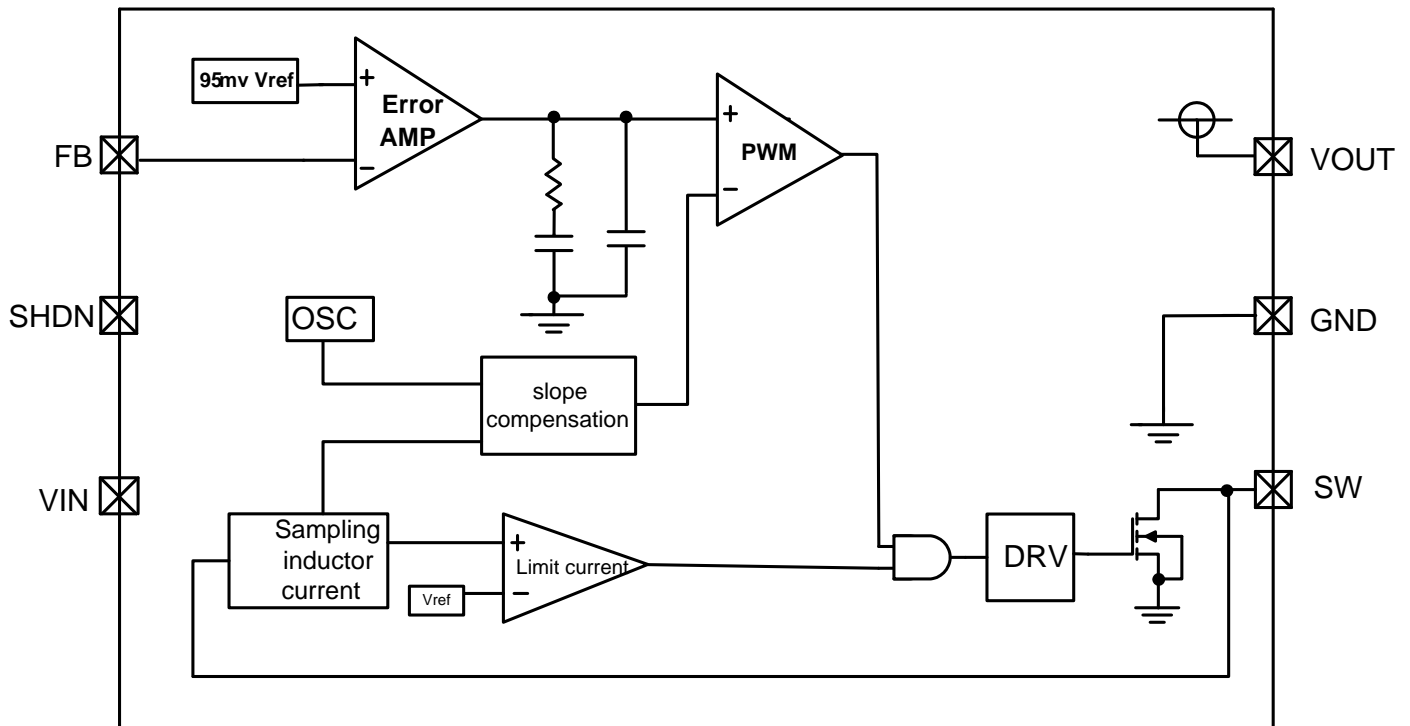 95mv Vref
+
Error
AMP
−
+
PWM
−
FB
VOUT
SHDN
OSC
GND
slope
compensation
VIN
SW
Sampling
inductor
current
+
Limit current
Vref
−
DRV